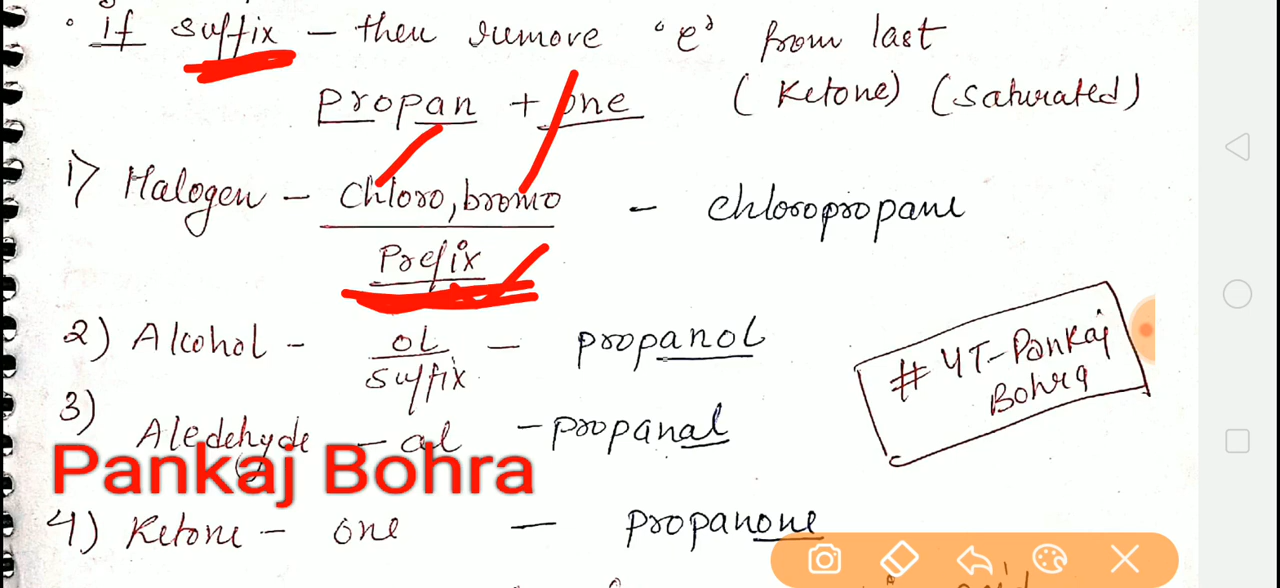 • if suffix – then remove 'e' from last
Propan + one (Ketone) (Saturated)
1) Halogen – Chloro, bromo – chloropropane
Prefix
2) Alcohol – OL – propanol
suffix
3) Aledehyde – al – propanal
# YT-Pankaj Bohra
Pankaj Bohra
4) Ketone – one – propanone
acid